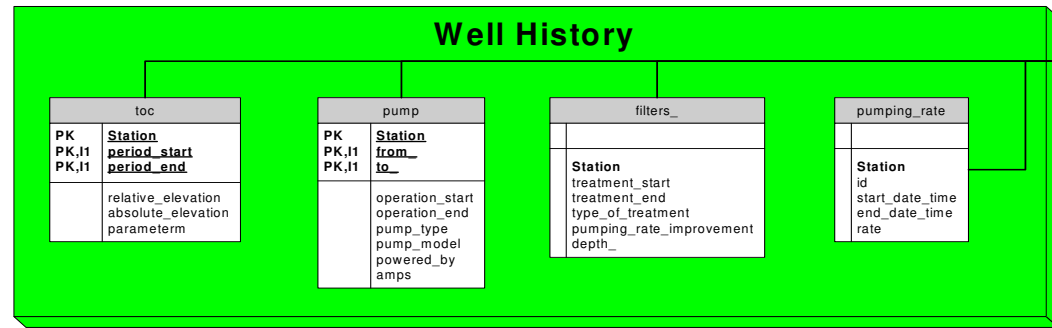 Well History
toc
PK Station
PK,I1 period_start
PK,I1 period_end
relative_elevation
absolute_elevation
parameterm
pump
PK Station
PK,I1 from_
PK,I1 to_
operation_start
operation_end
pump_type
pump_model
powered_by
amps
filters_
Station
treatment_start
treatment_end
type_of_treatment
pumping_rate_improvement
depth_
pumping_rate
Station
id
start_date_time
end_date_time
rate